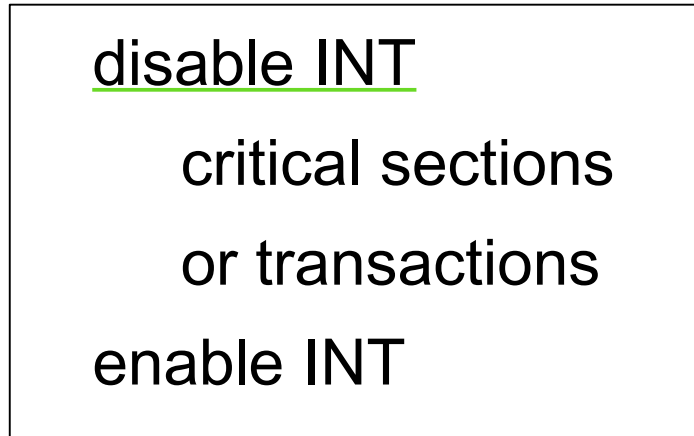 disable INT
critical sections
or transactions
enable INT